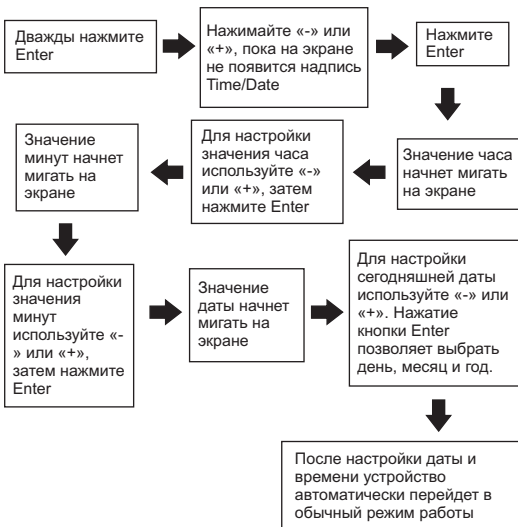 Дважды нажмите
Enter
Нажимайте «-» или
«+», пока на экране
не появится надпись
Time/Date
Нажмите
Enter
Значение часа
начнет мигать
на экране
Для настройки
значения часа
используйте «-»
или «+», затем
нажмите Enter
Значение
минут начнет
мигать на
экране
Для настройки
значения
минут
используйте «-
» или «+»,
затем нажмите
Enter
Значение
даты начнет
мигать на
экране
Для настройки
сегодняшней даты
используйте «-» или
«+». Нажатие
кнопки Enter
позволяет выбрать
день, месяц и год.
После настройки даты и
времени устройство
автоматически перейдет в
обычный режим работы